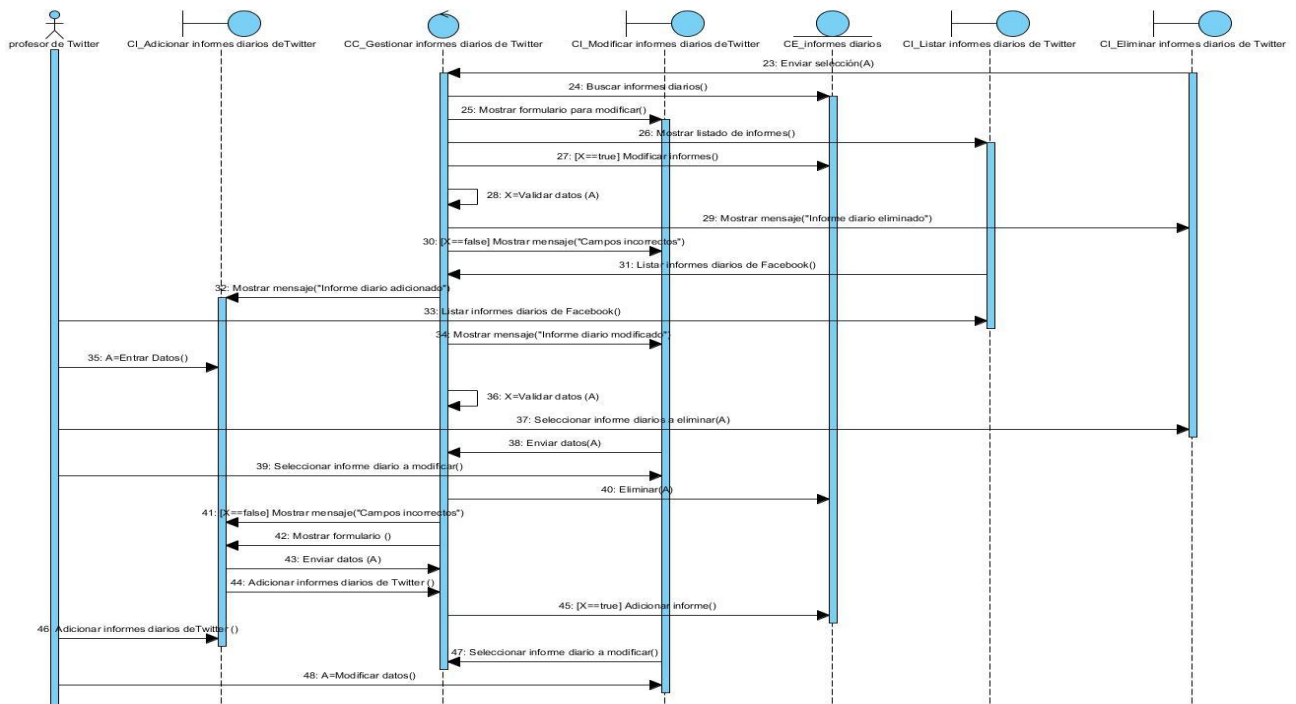 profesor de Twitter
CI_Adicionar informes diarios deTwitter
CC_Gestionar informes diarios de Twitter
CI_Modificar informes diarios deTwitter
CE_informes diarios
CI_Listar informes diarios de Twitter
CI_Eliminar informes diarios de Twitter
23: Enviar selección(A)
24: Buscar informes diarios()
25: Mostrar formulario para modificar()
26: Mostrar listado de informes()
27: [X==true] Modificar informes()
28: X=Validar datos (A)
29: Mostrar mensaje("Informe diario eliminado")
30: [X==false] Mostrar mensaje("Campos incorrectos")
31: Listar informes diarios de Facebook()
32: Mostrar mensaje("Informe diario adicionado")
33: Listar informes diarios de Facebook()
34: Mostrar mensaje("Informe diario modificado")
35: A=Entrar Datos()
36: X=Validar datos (A)
37: Seleccionar informe diarios a eliminar(A)
38: Enviar datos(A)
39: Seleccionar informe diario a modificar()
40: Eliminar(A)
41: [X==false] Mostrar mensaje("Campos incorrectos")
42: Mostrar formulario ()
43: Enviar datos (A)
44: Adicionar informes diarios de Twitter ()
45: [X==true] Adicionar informe()
46: Adicionar informes diarios deTwitter ()
47: Seleccionar informe diario a modificar()
48: A=Modificar datos()